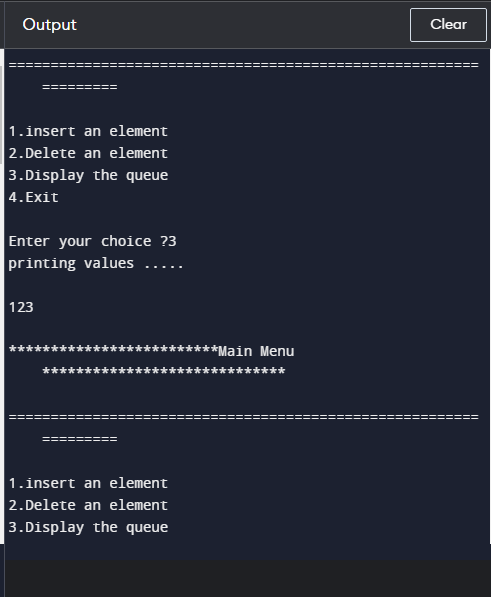 Output
Clear
========================================================
=========
1.insert an element
2.Delete an element
3.Display the queue
4.Exit
Enter your choice ?3
printing values .....
123
*************************Main Menu
*****************************
========================================================
=========
1.insert an element
2.Delete an element
3.Display the queue